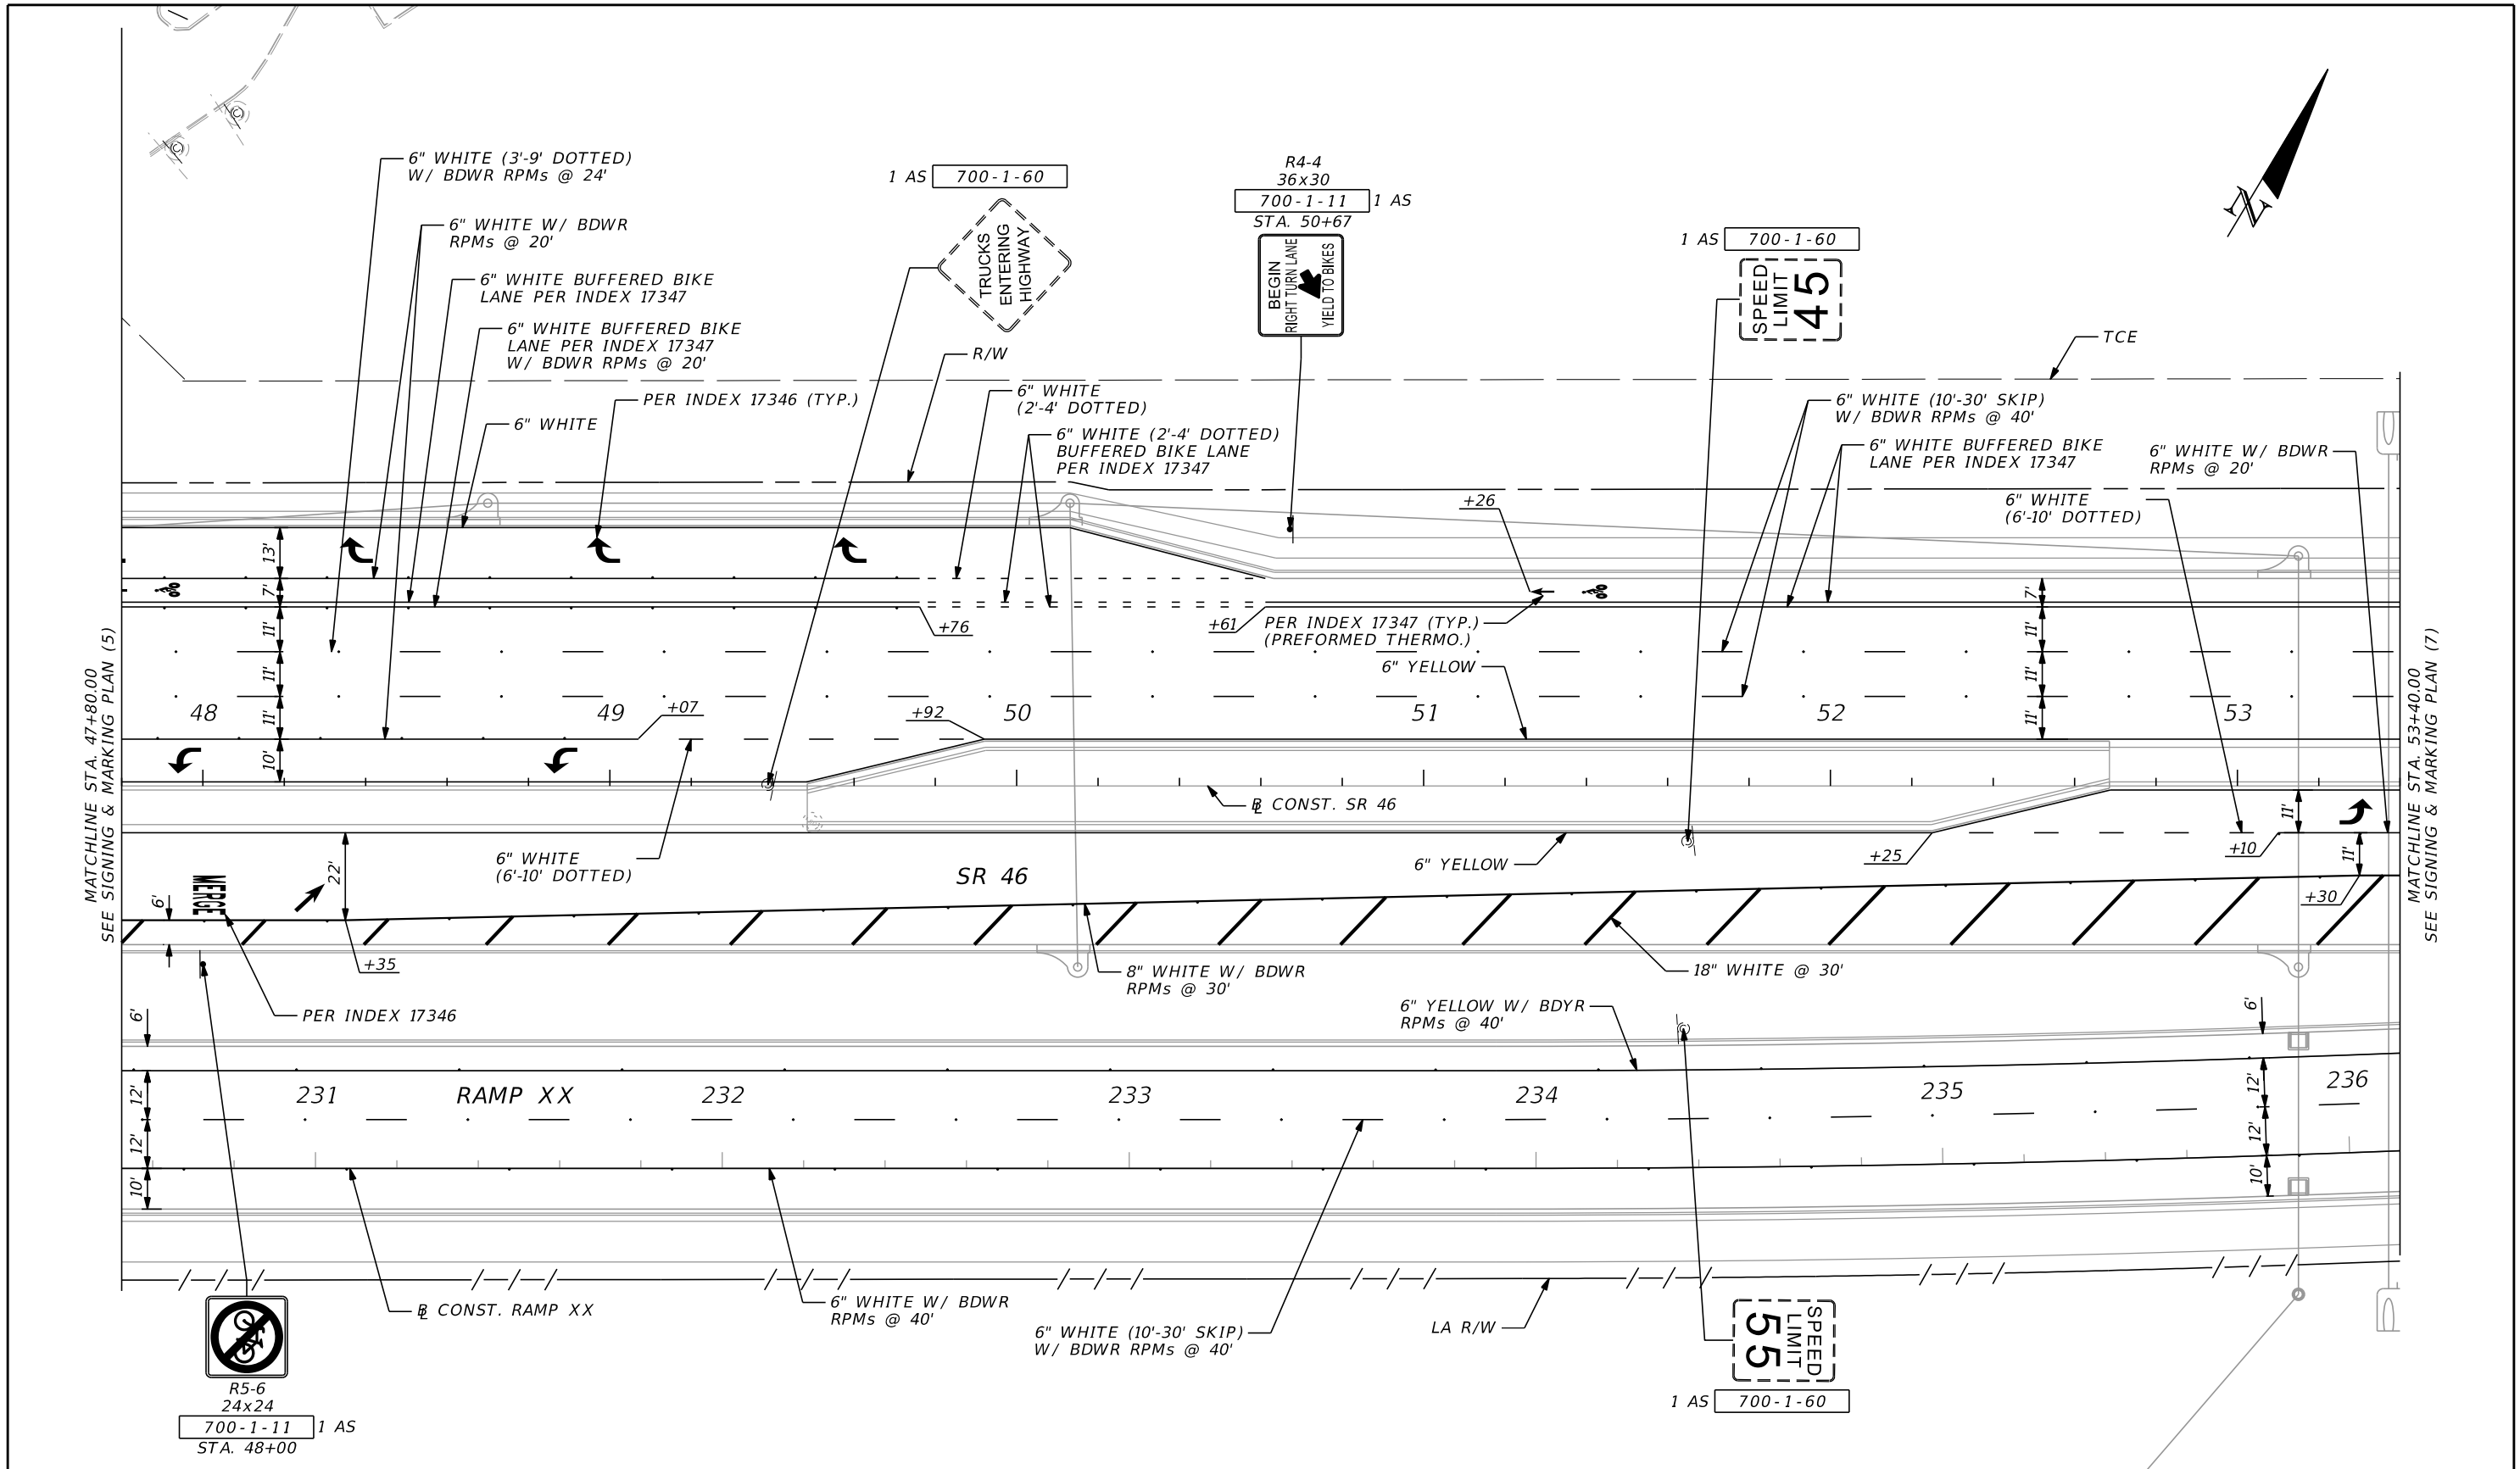 6" WHITE (3'-9' DOTTED)
W/ BDWR RPMs @ 24'
6" WHITE W/ BDWR
RPMs @ 20'
6" WHITE BUFFERED BIKE
LANE PER INDEX 17347
6" WHITE BUFFERED BIKE
LANE PER INDEX 17347
W/ BDWR RPMs @ 20'
PER INDEX 17346 (TYP.)
6" WHITE
1 AS 700-1-60
TRUCKS
ENTERING
HIGHWAY
R/W
R4-4
36x30
700-1-11 1 AS
STA. 50+67
BEGIN
RIGHT TURN LANE
YIELD TO BIKES
6" WHITE
(2'-4' DOTTED)
6" WHITE (2'-4' DOTTED)
BUFFERED BIKE LANE
PER INDEX 17347
1 AS 700-1-60
SPEED
LIMIT
45
N
TCE
6" WHITE (10'-30' SKIP)
W/ BDWR RPMs @ 40'
6" WHITE BUFFERED BIKE
LANE PER INDEX 17347
6" WHITE W/ BDWR
RPMs @ 20'
6" WHITE
(6'-10' DOTTED)
+26
13'
7'
11'
11'
11'
10'
+76
+61
PER INDEX 17347 (TYP.)
(PREFORMED THERMO.)
6" YELLOW
7'
11'
11'
11'
MATCHLINE STA. 47+80.00
SEE SIGNING & MARKING PLAN (5)
MATCHLINE STA. 53+40.00
SEE SIGNING & MARKING PLAN (7)
48 49 50 51 52 53
+07
+92
BL CONST. SR 46
6" WHITE
(6'-10' DOTTED)
SR 46
6" YELLOW
+25
+10
11'
11'
+30
22'
6'
MERGE
+35
PER INDEX 17346
8" WHITE W/ BDWR
RPMs @ 30'
18" WHITE @ 30'
6" YELLOW W/ BDYR
RPMs @ 40'
6'
12'
12'
10'
6'
12'
12'
10'
231 RAMP XX 232 233 234 235 236
BL CONST. RAMP XX
6" WHITE W/ BDWR
RPMs @ 40'
6" WHITE (10'-30' SKIP)
W/ BDWR RPMs @ 40'
LA R/W
SPEED
LIMIT
55
1 AS 700-1-60
R5-6
24x24
700-1-11 1 AS
STA. 48+00